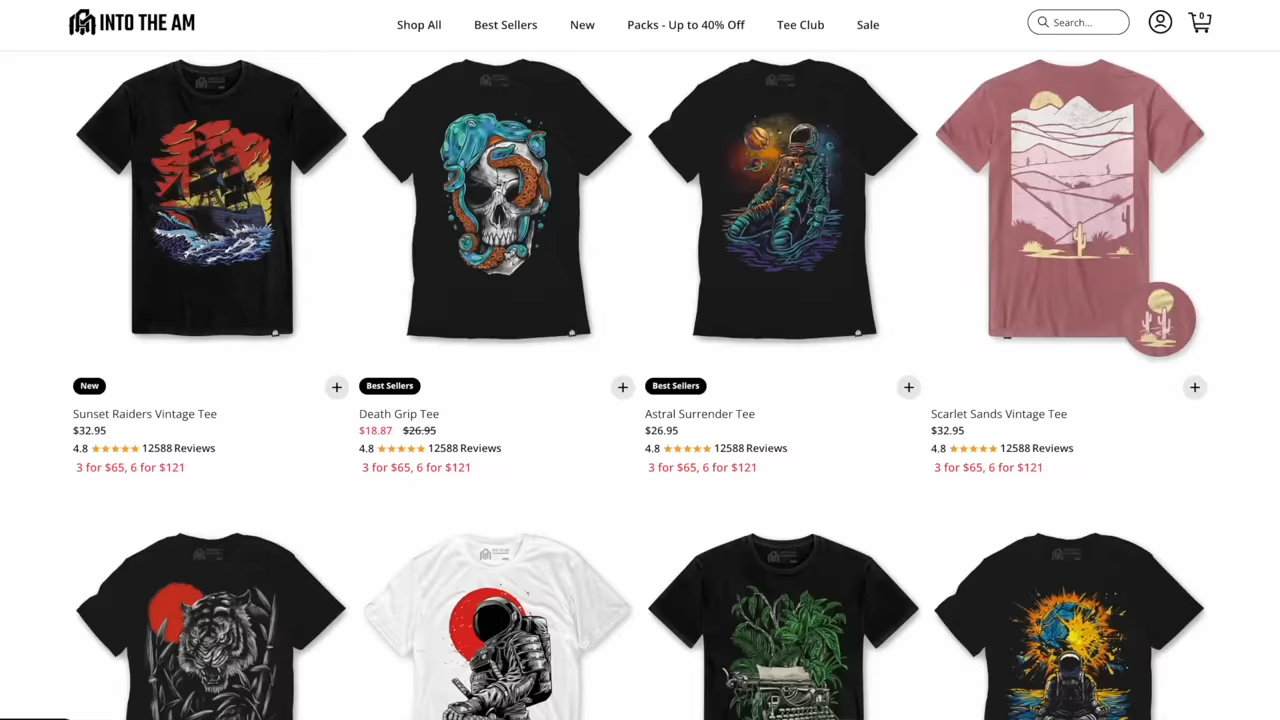 INTO THE AM
Shop All
Best Sellers
New
Packs - Up to 40% Off
Tee Club
Sale
Search...
0
New
Best Sellers
Best Sellers
Sunset Raiders Vintage Tee
Death Grip Tee
Astral Surrender Tee
Scarlet Sands Vintage Tee
$32.95
$18.87 $26.95
$26.95
$32.95
4.8 12588 Reviews
4.8 12588 Reviews
4.8 12588 Reviews
4.8 12588 Reviews
3 for $65, 6 for $121
3 for $65, 6 for $121
3 for $65, 6 for $121
3 for $65, 6 for $121